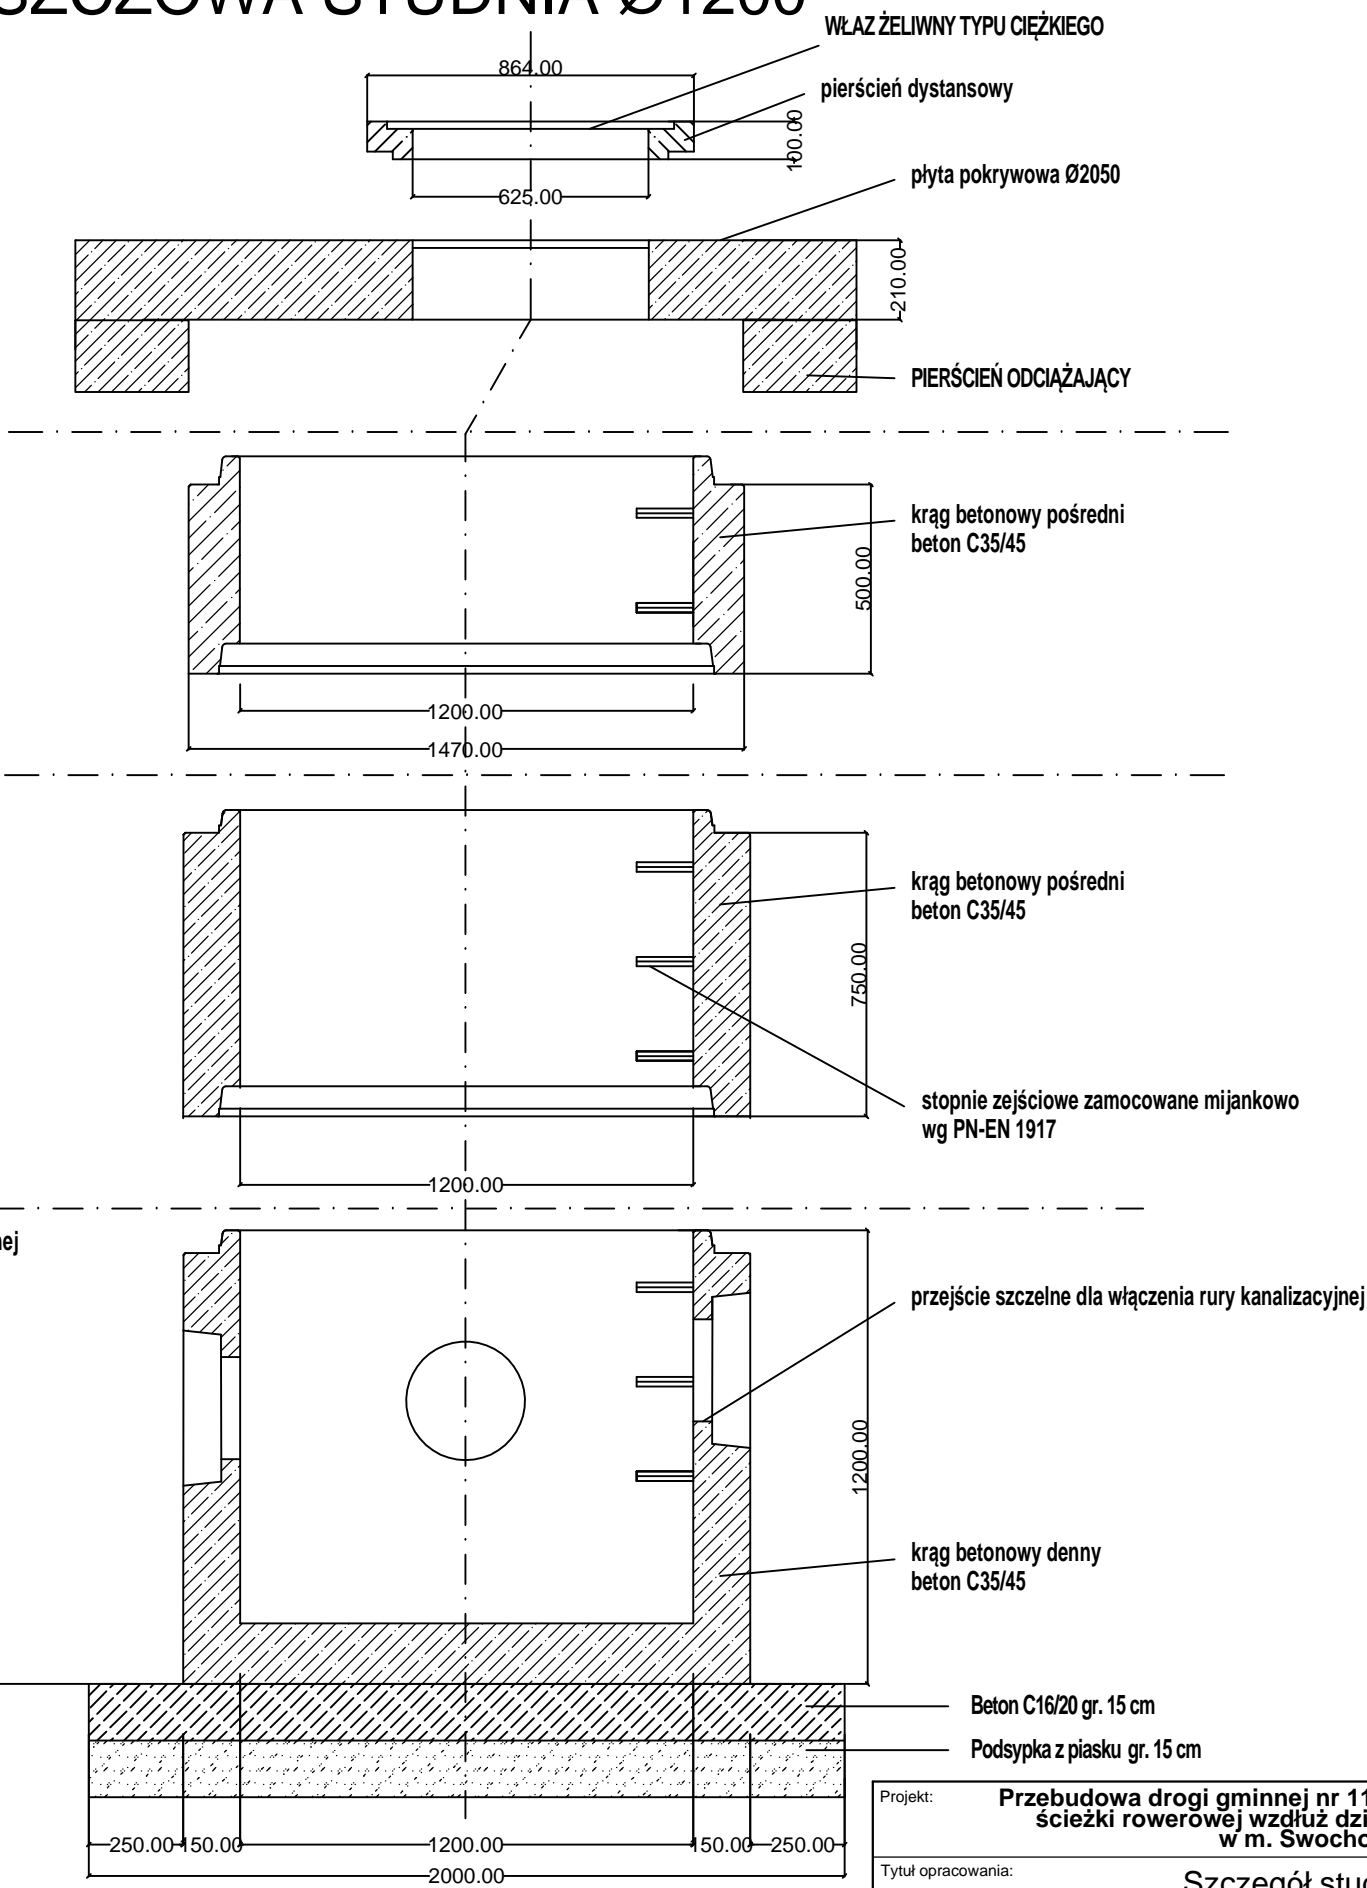 STUDNIA Ø1200
WŁAZ ŻELIWNY TYPU CIĘŻKIEGO
864.00
pierścień dystansowy
100.00
625.00
płyta pokrywowa Ø2050
210.00
PIERŚCIEŃ ODCIĄŻAJĄCY
krąg betonowy pośredni
beton C35/45
500.00
1200.00
1470.00
krąg betonowy pośredni
beton C35/45
750.00
stopnie zejściowe zamocowane mijankowo
wg PN-EN 1917
1200.00
przejście szczelne dla włączenia rury kanalizacyjnej
1200.00
krąg betonowy denny
beton C35/45
Beton C16/20 gr. 15 cm
Podsypka z piasku gr. 15 cm
250.00 150.00 1200.00 150.00 250.00
2000.00
Projekt: Przebudowa drogi gminnej nr 11
ścieżki rowerowej wzdłuż
w m.
Tytuł opracowania:
Szczegół